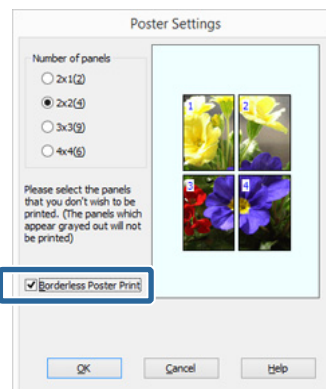 Poster Settings
Number of panels
2x1(2)
2x2(4)
3x3(9)
4x4(6)
Please select the panels
that you don't wish to be
printed. (The panels which
appear grayed out will not
be printed)
1 2
3 4
Borderless Poster Print
OK Cancel Help